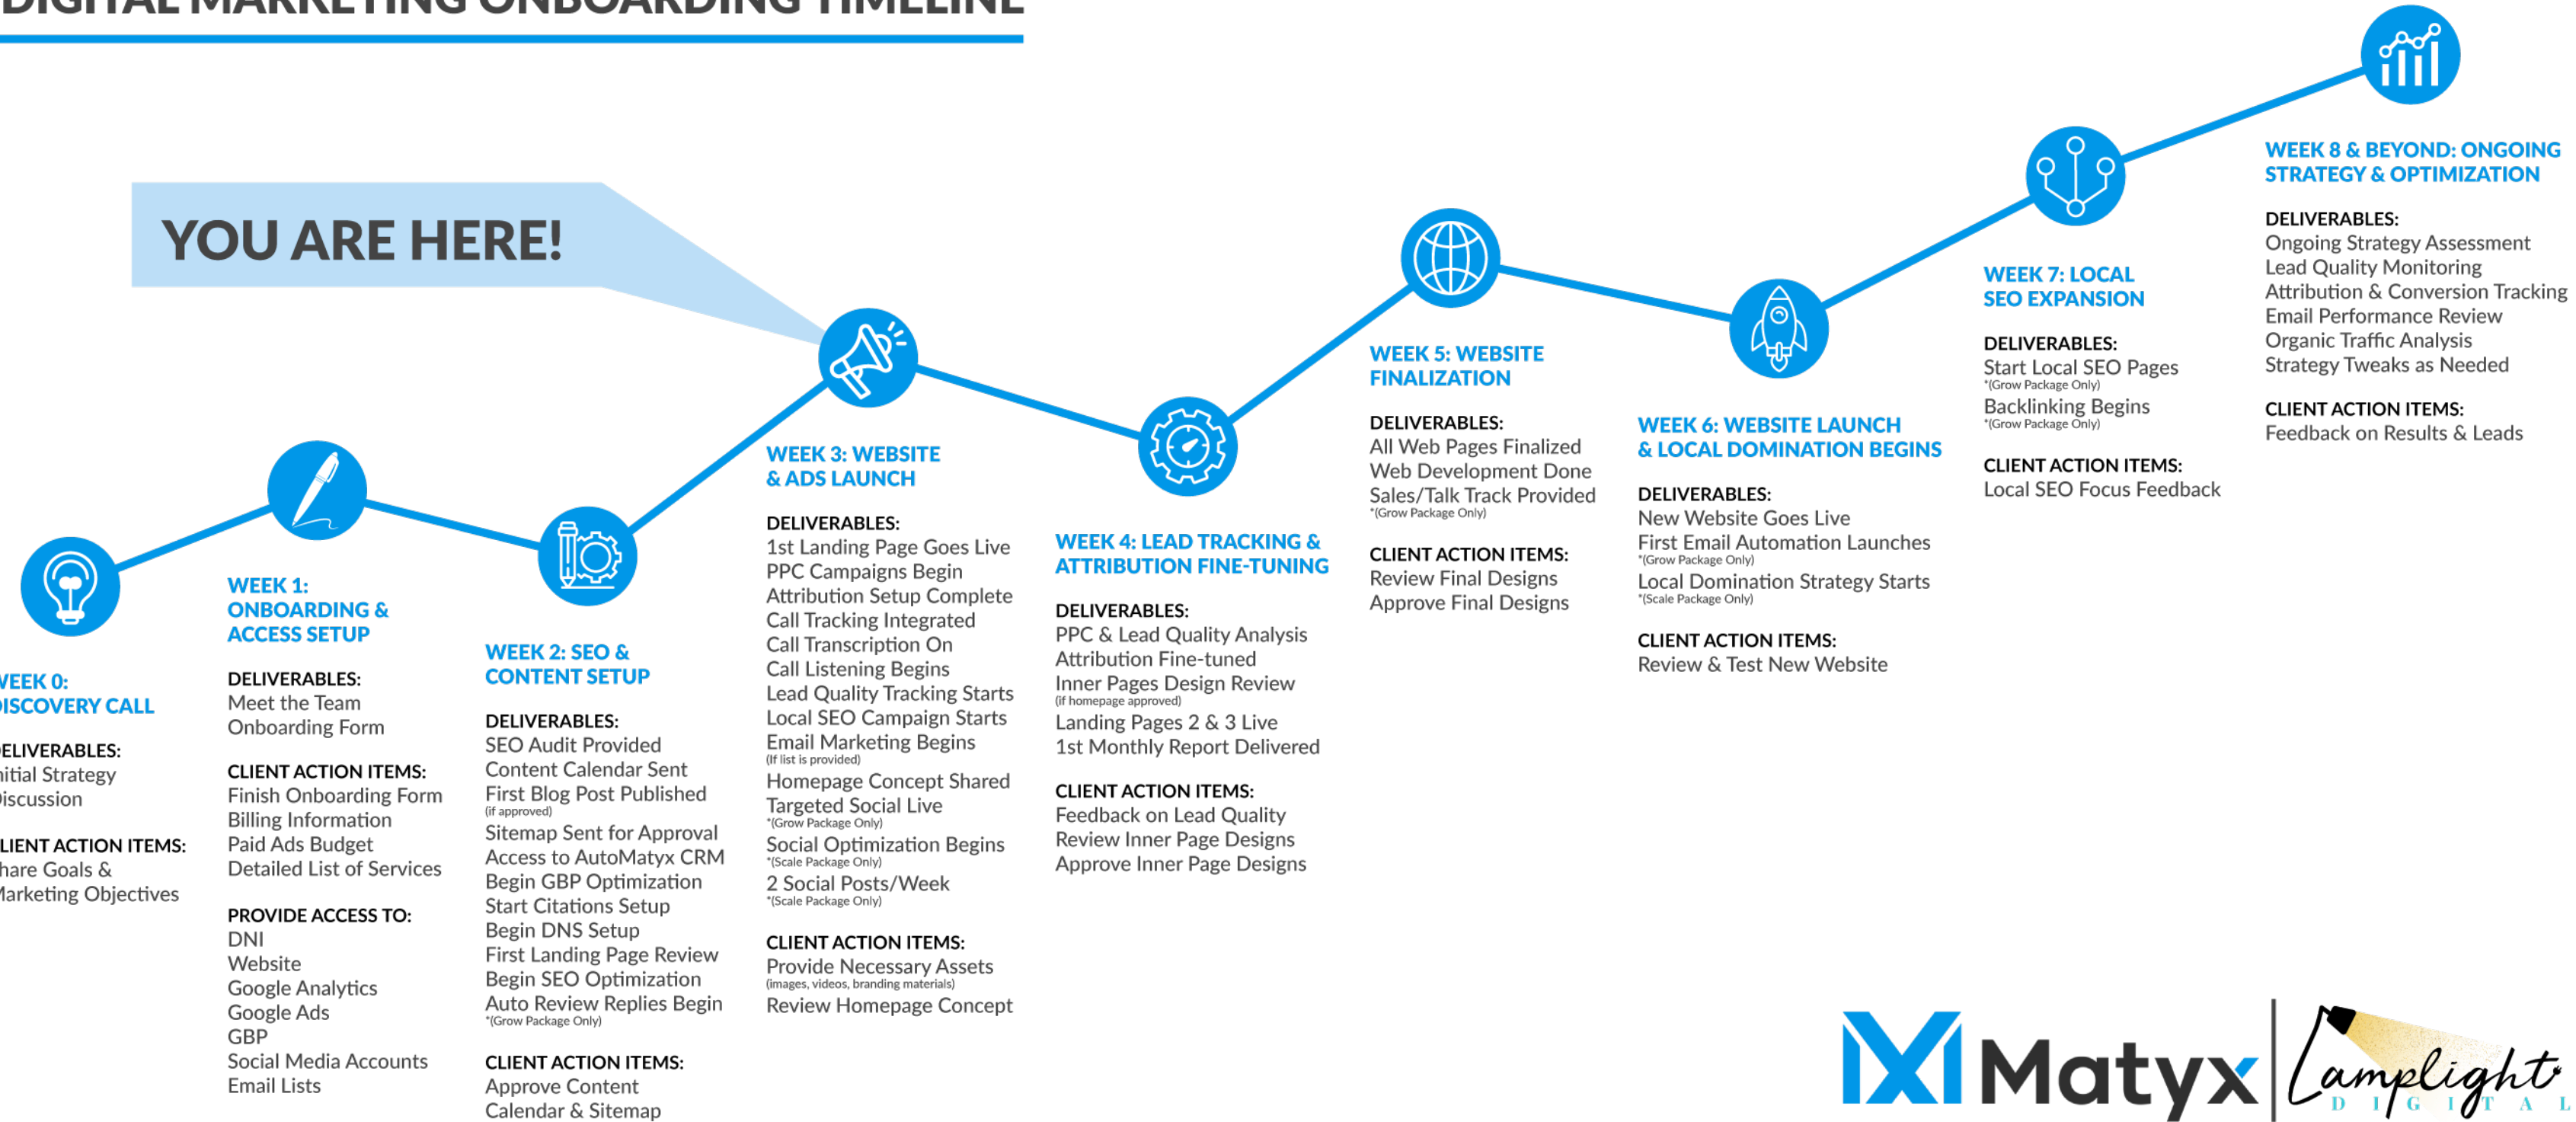 DIGITAL MARKETING ONBOARDING TIMELINE
YOU ARE HERE!
WEEK 0:
DISCOVERY CALL
DELIVERABLES:
Initial Strategy
Discussion
CLIENT ACTION ITEMS:
Share Goals &
Marketing Objectives
WEEK 1:
ONBOARDING &
ACCESS SETUP
DELIVERABLES:
Meet the Team
Onboarding Form
CLIENT ACTION ITEMS:
Finish Onboarding Form
Billing Information
Paid Ads Budget
Detailed List of Services
PROVIDE ACCESS TO:
DNI
Website
Google Analytics
Google Ads
GBP
Social Media Accounts
Email Lists
WEEK 2: SEO &
CONTENT SETUP
DELIVERABLES:
SEO Audit Provided
Content Calendar Sent
First Blog Post Published
(if approved)
Sitemap Sent for Approval
Access to AutoMatyx CRM
Begin GBP Optimization
Start Citations Setup
Begin DNS Setup
First Landing Page Review
Begin SEO Optimization
Auto Review Replies Begin
*(Grow Package Only)
CLIENT ACTION ITEMS:
Approve Content
Calendar & Sitemap
WEEK 3: WEBSITE
& ADS LAUNCH
DELIVERABLES:
1st Landing Page Goes Live
PPC Campaigns Begin
Attribution Setup Complete
Call Tracking Integrated
Call Transcription On
Call Listening Begins
Lead Quality Tracking Starts
Local SEO Campaign Starts
Email Marketing Begins
(If list is provided)
Homepage Concept Shared
Targeted Social Live
*(Grow Package Only)
Social Optimization Begins
*(Scale Package Only)
2 Social Posts/Week
*(Scale Package Only)
CLIENT ACTION ITEMS:
Provide Necessary Assets
(images, videos, branding materials)
Review Homepage Concept
WEEK 4: LEAD TRACKING &
ATTRIBUTION FINE-TUNING
DELIVERABLES:
PPC & Lead Quality Analysis
Attribution Fine-tuned
Inner Pages Design Review
(if homepage approved)
Landing Pages 2 & 3 Live
1st Monthly Report Delivered
CLIENT ACTION ITEMS:
Feedback on Lead Quality
Review Inner Page Designs
Approve Inner Page Designs
WEEK 5: WEBSITE
FINALIZATION
DELIVERABLES:
All Web Pages Finalized
Web Development Done
Sales/Talk Track Provided
*(Grow Package Only)
CLIENT ACTION ITEMS:
Review Final Designs
Approve Final Designs
WEEK 6: WEBSITE LAUNCH
& LOCAL DOMINATION BEGINS
DELIVERABLES:
New Website Goes Live
First Email Automation Launches
*(Grow Package Only)
Local Domination Strategy Starts
*(Scale Package Only)
CLIENT ACTION ITEMS:
Review & Test New Website
WEEK 7: LOCAL
SEO EXPANSION
DELIVERABLES:
Start Local SEO Pages
*(Grow Package Only)
Backlinking Begins
*(Grow Package Only)
CLIENT ACTION ITEMS:
Local SEO Focus Feedback
WEEK 8 & BEYOND: ONGOING
STRATEGY & OPTIMIZATION
DELIVERABLES:
Ongoing Strategy Assessment
Lead Quality Monitoring
Attribution & Conversion Tracking
Email Performance Review
Organic Traffic Analysis
Strategy Tweaks as Needed
CLIENT ACTION ITEMS:
Feedback on Results & Leads
Matyx
Lamplight
DIGITAL